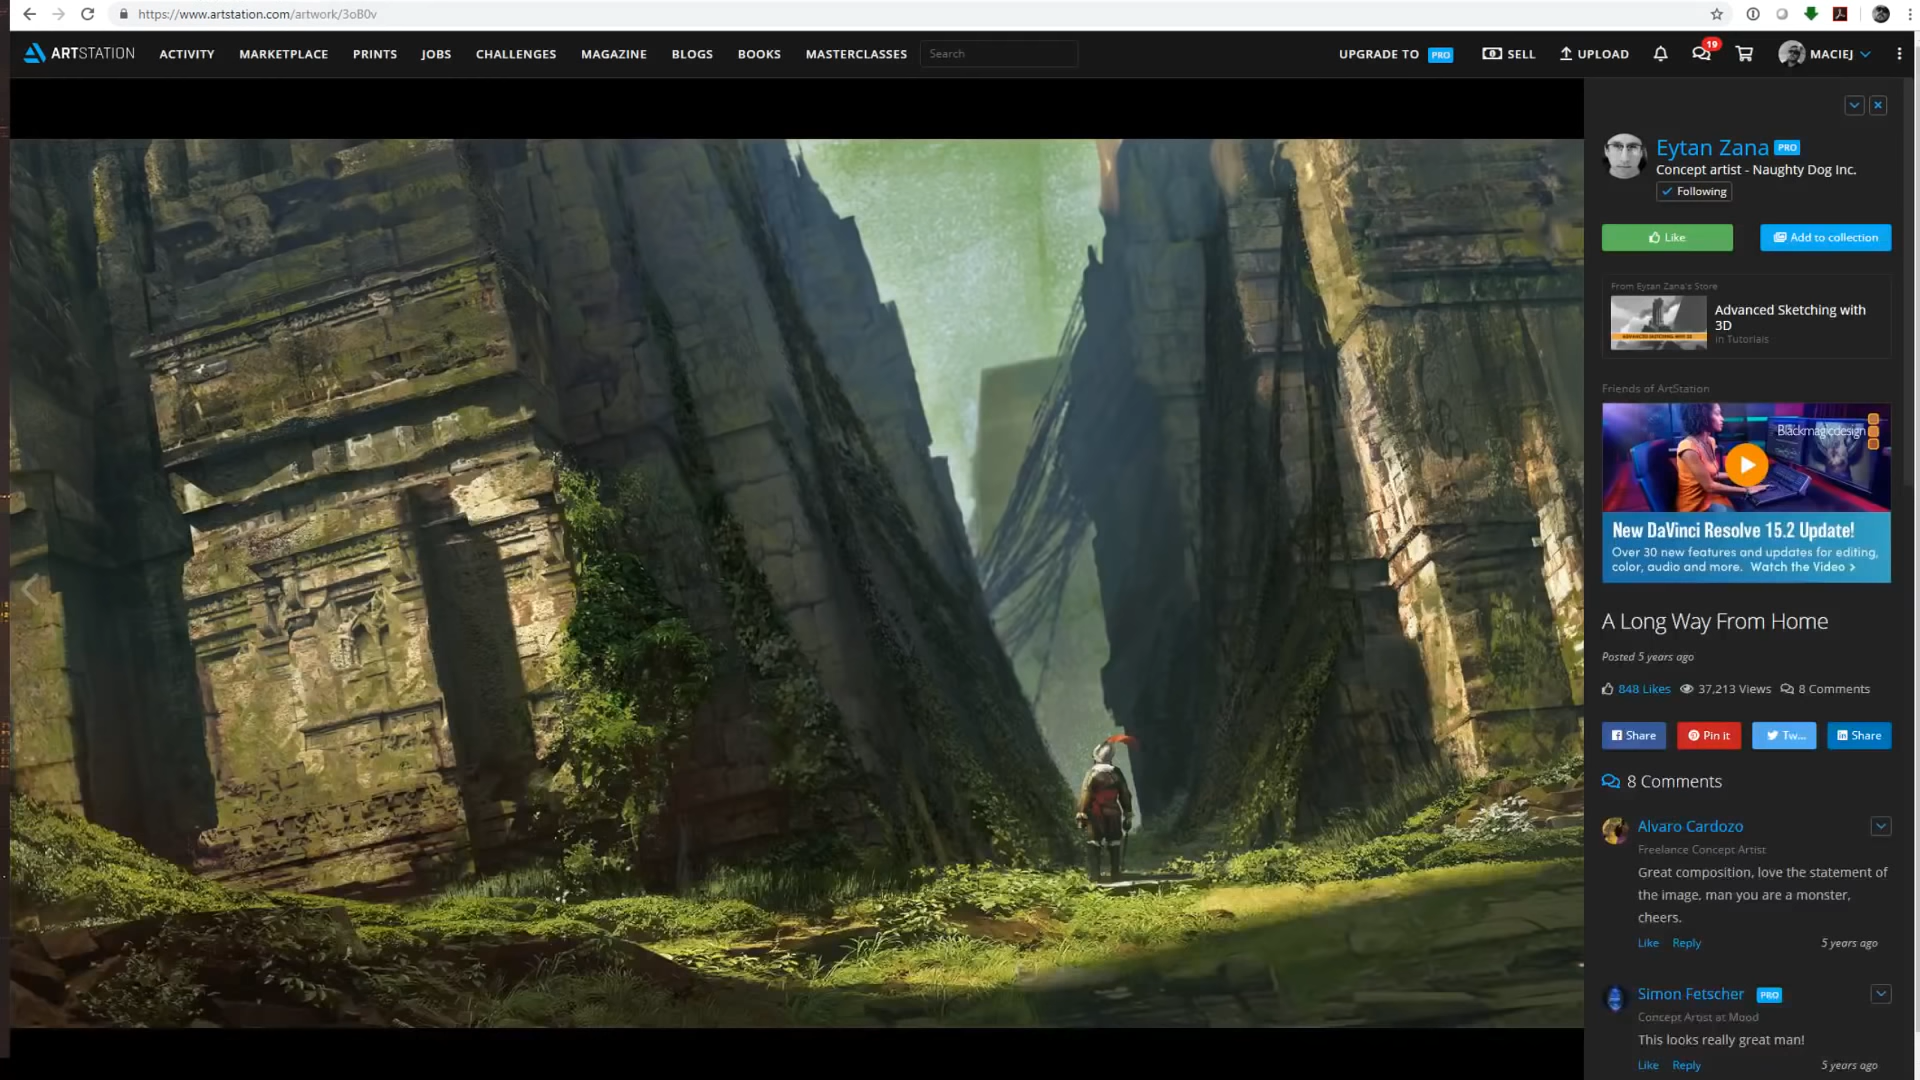 https://www.artstation.com/artwork/3oB0v
ARTSTATION ACTIVITY MARKETPLACE PRINTS JOBS CHALLENGES MAGAZINE BLOGS BOOKS MASTERCLASSES Search UPGRADE TO PRO SELL UPLOAD 19 MACIEJ
Eytan Zana PRO
Concept artist - Naughty Dog Inc.
Following
Like Add to collection
From Eytan Zana's Store
Advanced Sketching with
3D
in Tutorials
ADVANCED SKETCHING WITH 3D
Friends of ArtStation
Blackmagicdesign
New DaVinci Resolve 15.2 Update!
Over 30 new features and updates for editing,
color, audio and more. Watch the Video >
A Long Way From Home
Posted 5 years ago
848 Likes 37,213 Views 8 Comments
Share Pin it Tw... Share
8 Comments
Alvaro Cardozo
Freelance Concept Artist
Great composition, love the statement of
the image, man you are a monster,
cheers.
Like Reply 5 years ago
Simon Fetscher PRO
Concept Artist at Mood
This looks really great man!
Like Reply 5 years ago